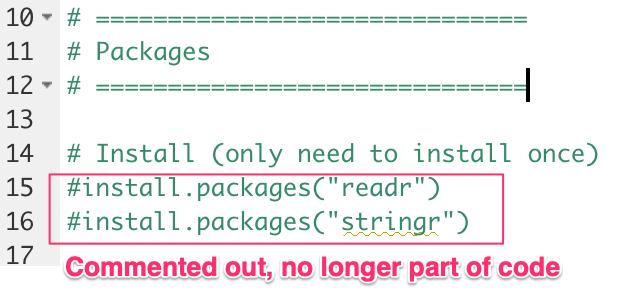 10 # ==============================
11 # Packages
12 # ==============================
13
14 # Install (only need to install once)
15 #install.packages("readr")
16 #install.packages("stringr")
17
Commented out, no longer part of code